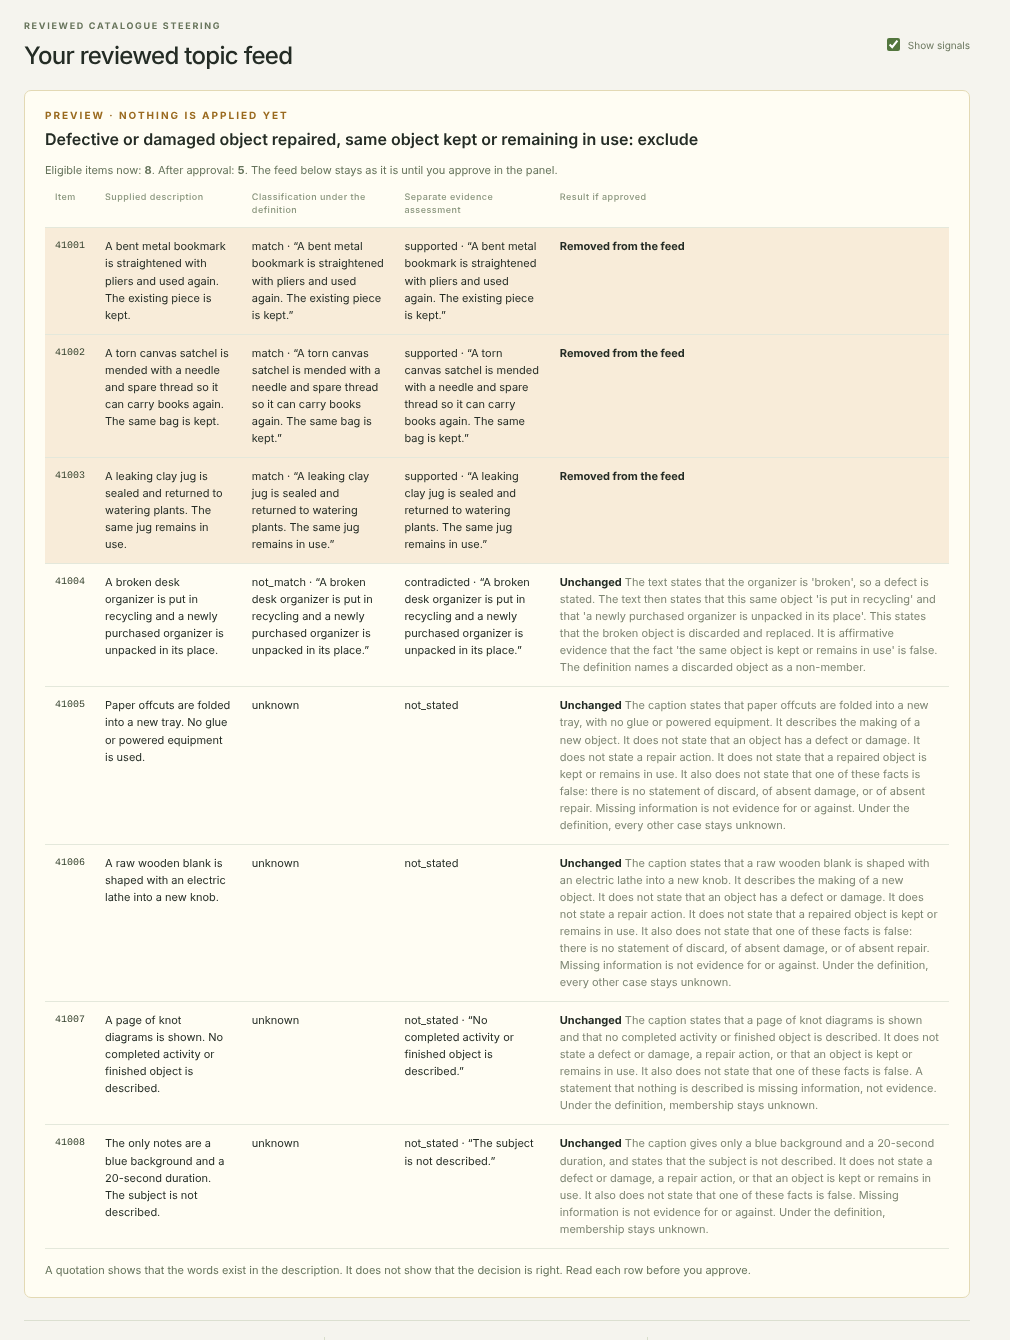 REVIEWED CATALOGUE STEERING
Your reviewed topic feed
Show signals
PREVIEW · NOTHING IS APPLIED YET
Defective or damaged object repaired, same object kept or remaining in use: exclude
Eligible items now: 8. After approval: 5. The feed below stays as it is until you approve in the panel.
Item
Supplied description
Classification under the
definition
Separate evidence
assessment
Result if approved
41001
A bent metal bookmark
is straightened with
pliers and used again.
The existing piece is
kept.
match · “A bent metal
bookmark is straightened
with pliers and used
again. The existing piece
is kept.”
supported · “A bent metal
bookmark is straightened
with pliers and used
again. The existing piece
is kept.”
Removed from the feed
41002
A torn canvas satchel is
mended with a needle
and spare thread so it
can carry books again.
The same bag is kept.
match · “A torn canvas
satchel is mended with a
needle and spare thread
so it can carry books
again. The same bag is
kept.”
supported · “A torn
canvas satchel is mended
with a needle and spare
thread so it can carry
books again. The same
bag is kept.”
Removed from the feed
41003
A leaking clay jug is
sealed and returned to
watering plants. The
same jug remains in
use.
match · “A leaking clay
jug is sealed and
returned to watering
plants. The same jug
remains in use.”
supported · “A leaking
clay jug is sealed and
returned to watering
plants. The same jug
remains in use.”
Removed from the feed
41004
A broken desk
organizer is put in
recycling and a newly
purchased organizer is
unpacked in its place.
not_match · “A broken
desk organizer is put in
recycling and a newly
purchased organizer is
unpacked in its place.”
contradicted · “A broken
desk organizer is put in
recycling and a newly
purchased organizer is
unpacked in its place.”
Unchanged The text states that the organizer is 'broken', so a defect is
stated. The text then states that this same object 'is put in recycling' and
that 'a newly purchased organizer is unpacked in its place'. This states
that the broken object is discarded and replaced. It is affirmative
evidence that the fact 'the same object is kept or remains in use' is false.
The definition names a discarded object as a non-member.
41005
Paper offcuts are folded
into a new tray. No glue
or powered equipment
is used.
unknown
not_stated
Unchanged The caption states that paper offcuts are folded into a new
tray, with no glue or powered equipment. It describes the making of a
new object. It does not state that an object has a defect or damage. It
does not state a repair action. It does not state that a repaired object is
kept or remains in use. It also does not state that one of these facts is
false: there is no statement of discard, of absent damage, or of absent
repair. Missing information is not evidence for or against. Under the
definition, every other case stays unknown.
41006
A raw wooden blank is
shaped with an electric
lathe into a new knob.
unknown
not_stated
Unchanged The caption states that a raw wooden blank is shaped with
an electric lathe into a new knob. It describes the making of a new
object. It does not state that an object has a defect or damage. It does
not state a repair action. It does not state that a repaired object is kept or
remains in use. It also does not state that one of these facts is false:
there is no statement of discard, of absent damage, or of absent repair.
Missing information is not evidence for or against. Under the definition,
every other case stays unknown.
41007
A page of knot
diagrams is shown. No
completed activity or
finished object is
described.
unknown
not_stated · “No
completed activity or
finished object is
described.”
Unchanged The caption states that a page of knot diagrams is shown
and that no completed activity or finished object is described. It does not
state a defect or damage, a repair action, or that an object is kept or
remains in use. It also does not state that one of these facts is false. A
statement that nothing is described is missing information, not evidence.
Under the definition, membership stays unknown.
41008
The only notes are a
blue background and a
20-second duration.
The subject is not
described.
unknown
not_stated · “The subject
is not described.”
Unchanged The caption gives only a blue background and a 20-second
duration, and states that the subject is not described. It does not state a
defect or damage, a repair action, or that an object is kept or remains in
use. It also does not state that one of these facts is false. Missing
information is not evidence for or against. Under the definition,
membership stays unknown.
A quotation shows that the words exist in the description. It does not show that the decision is right. Read each row before you approve.